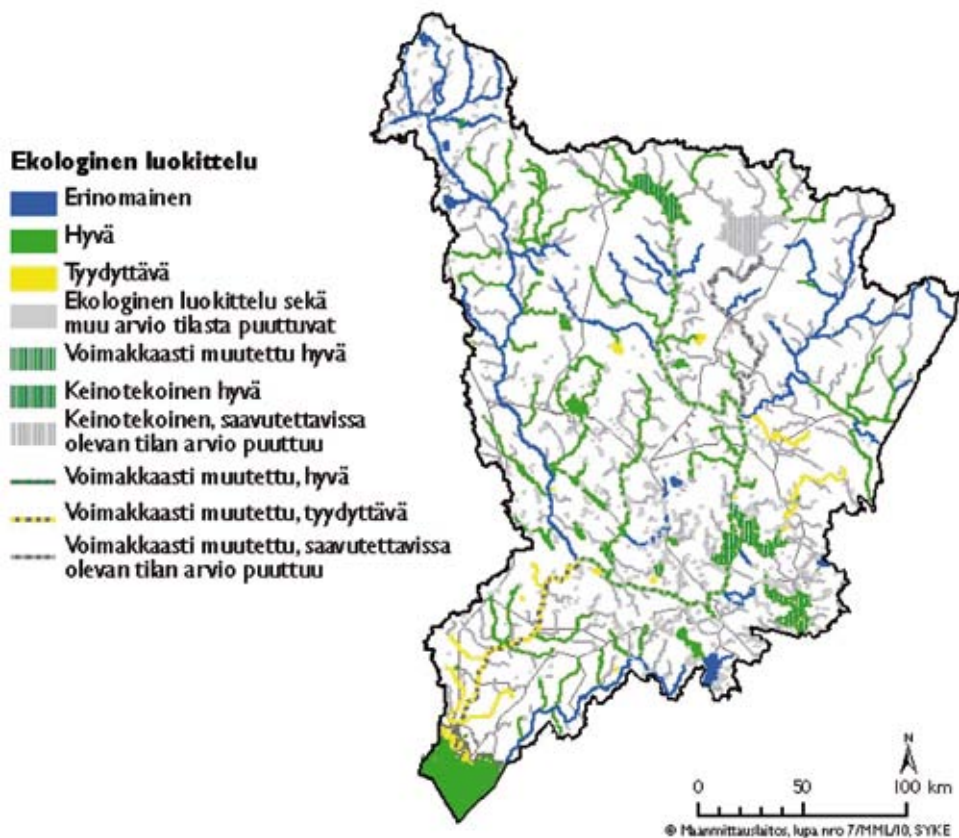 Ekologinen luokittelu
Erinomainen
Hyvä
Tyydyttävä
Ekologinen luokittelu sekä
muu arvio tilasta puuttuvat
Voimakkaasti muutettu hyvä
Keinotekoinen hyvä
Keinotekoinen, saavutettavissa
olevan tilan arvio puuttuu
Voimakkaasti muutettu, hyvä
Voimakkaasti muutettu, tyydyttävä
Voimakkaasti muutettu, saavutettavissa
olevan tilan arvio puuttuu
N
0 50 100 km
© Maanmittauslaitos, lupa nro 7/MML/10, SYKE